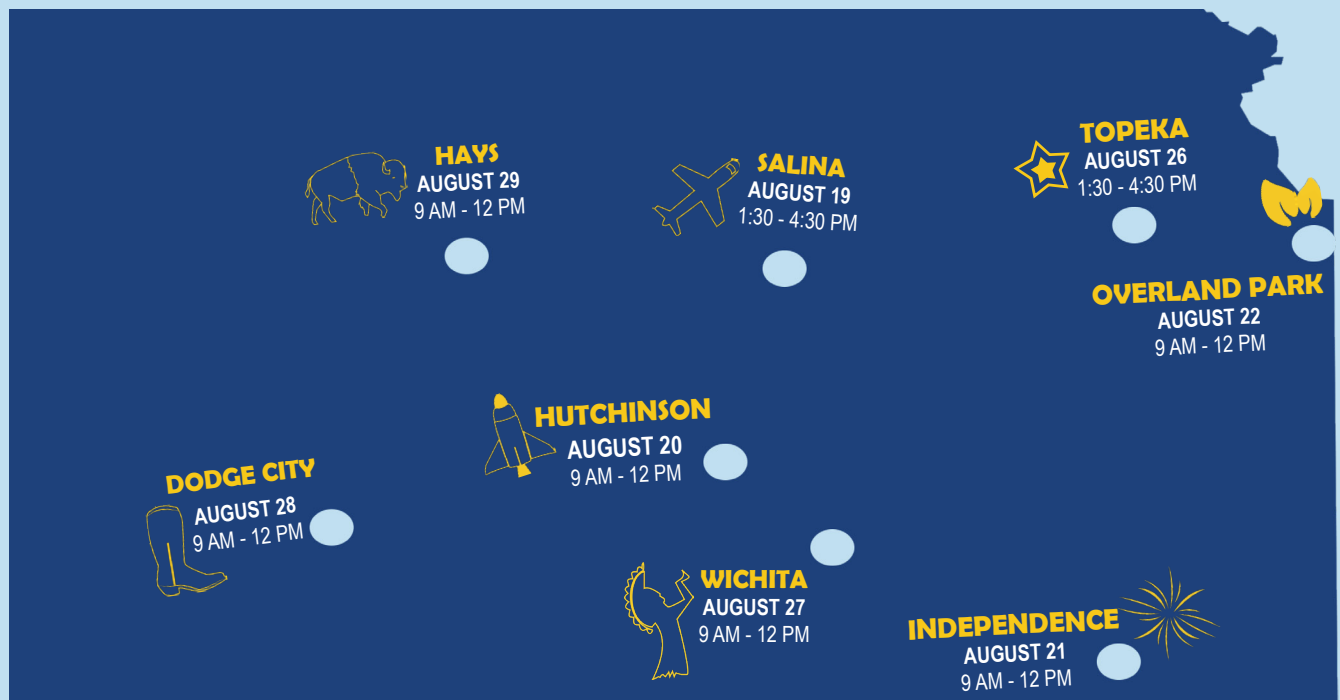 HAYS
AUGUST 29
9 AM - 12 PM
SALINA
AUGUST 19
1:30 - 4:30 PM
TOPEKA
AUGUST 26
1:30 - 4:30 PM
OVERLAND PARK
AUGUST 22
9 AM - 12 PM
HUTCHINSON
AUGUST 20
9 AM - 12 PM
DODGE CITY
AUGUST 28
9 AM - 12 PM
WICHITA
AUGUST 27
9 AM - 12 PM
INDEPENDENCE
AUGUST 21
9 AM - 12 PM